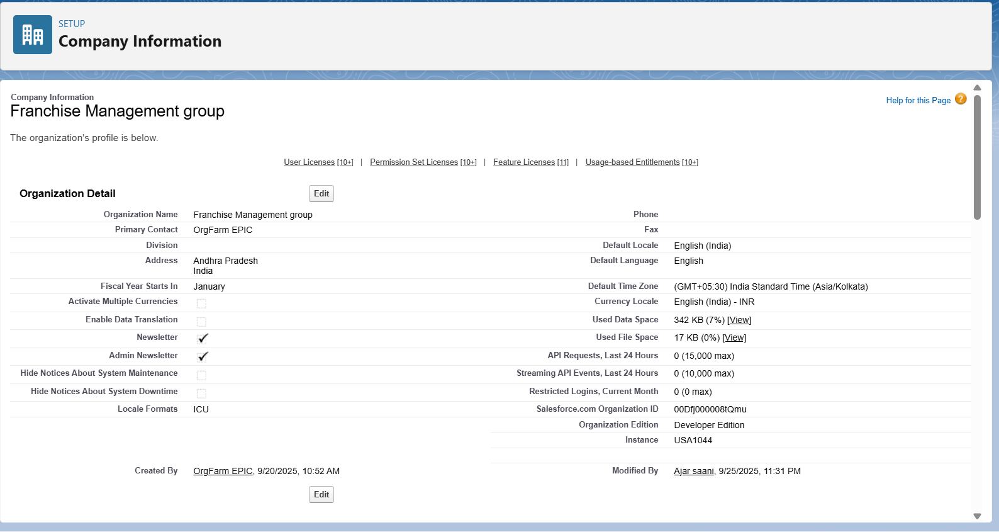 SETUP
Company Information
Company Information
Franchise Management group
Help for this Page ?
The organization's profile is below.
User Licenses [10+] | Permission Set Licenses [10+] | Feature Licenses [11] | Usage-based Entitlements [10+]
Organization Detail
Edit
Organization Name Franchise Management group
Phone
Primary Contact OrgFarm EPIC
Fax
Division
Default Locale English (India)
Address Andhra Pradesh
India
Default Language English
Fiscal Year Starts In January
Default Time Zone (GMT+05:30) India Standard Time (Asia/Kolkata)
Activate Multiple Currencies
Currency Locale English (India) - INR
Enable Data Translation
Used Data Space 342 KB (7%) [View]
Newsletter
Used File Space 17 KB (0%) [View]
Admin Newsletter
API Requests, Last 24 Hours 0 (15,000 max)
Hide Notices About System Maintenance
Streaming API Events, Last 24 Hours 0 (10,000 max)
Hide Notices About System Downtime
Restricted Logins, Current Month 0 (0 max)
Locale Formats ICU
Salesforce.com Organization ID 00Dfj000008tQmu
Organization Edition Developer Edition
Instance USA1044
Created By OrgFarm EPIC, 9/20/2025, 10:52 AM
Modified By Ajar saani, 9/25/2025, 11:31 PM
Edit